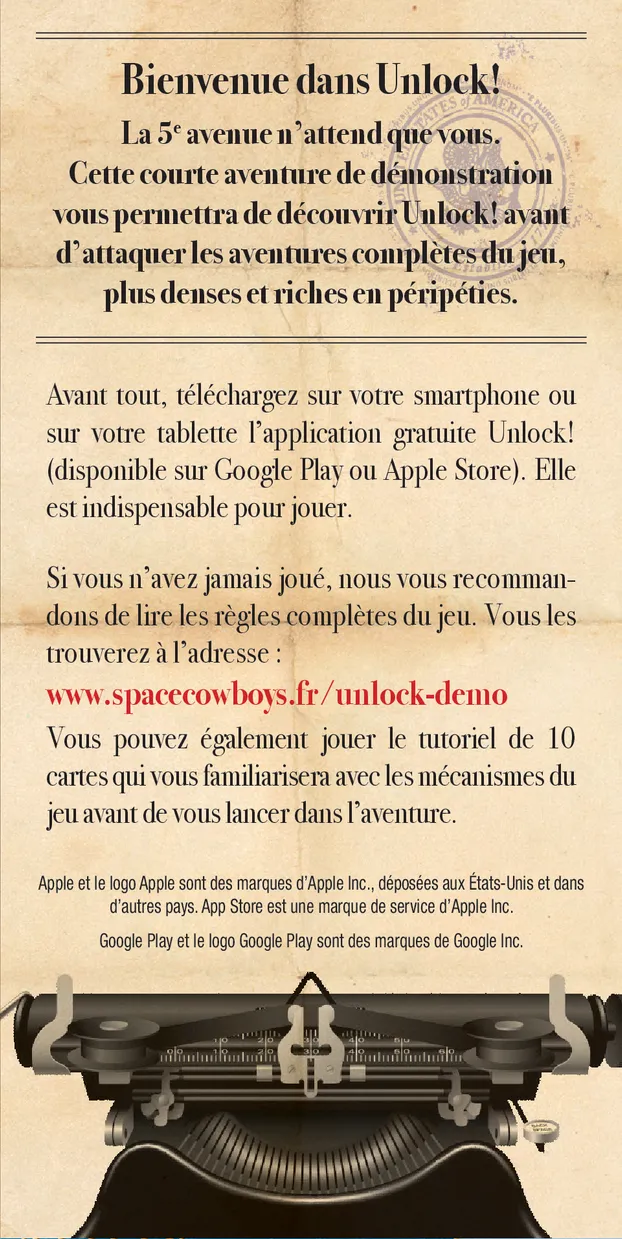 Bienvenue dans Unlock!
La 5e avenue n'attend que vous.
Cette courte aventure de démonstration
vous permettra de découvrir Unlock! avant
d'attaquer les aventures complètes du jeu,
plus denses et riches en péripéties.
UNITED STATES of AMERICA
Avant tout, téléchargez sur votre smartphone ou
sur votre tablette l'application gratuite Unlock!
(disponible sur Google Play ou Apple Store). Elle
est indispensable pour jouer.
Si vous n'avez jamais joué, nous vous recomman-
dons de lire les règles complètes du jeu. Vous les
trouverez à l'adresse :
www.spacecowboys.fr/unlock-demo
Vous pouvez également jouer le tutoriel de 10
cartes qui vous familiarisera avec les mécanismes du
jeu avant de vous lancer dans l'aventure.
Apple et le logo Apple sont des marques d'Apple Inc., déposées aux États-Unis et dans
d'autres pays. App Store est une marque de service d'Apple Inc.
Google Play et le logo Google Play sont des marques de Google Inc.